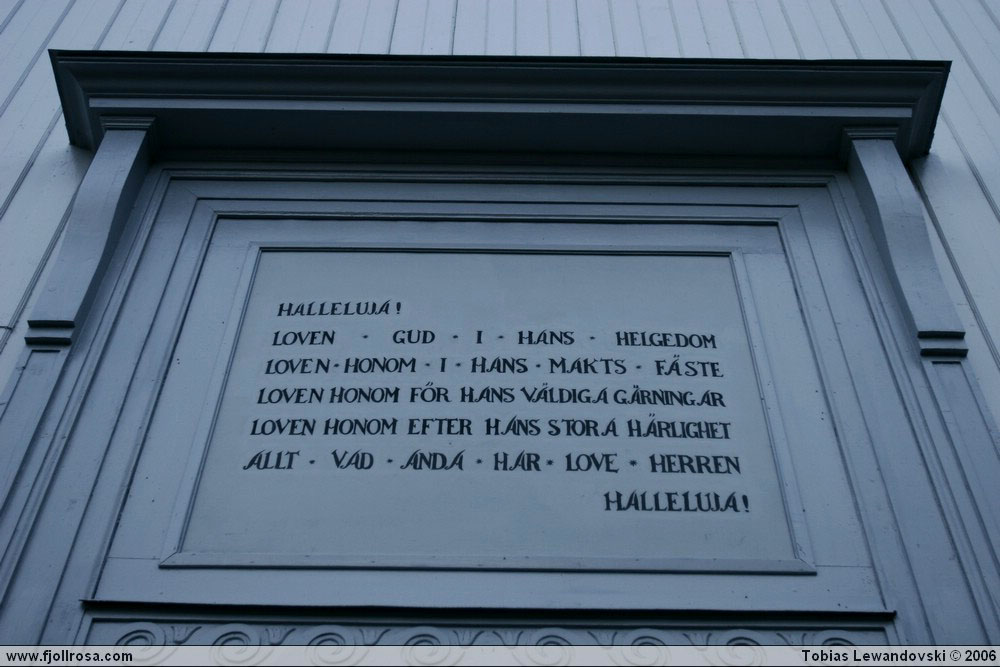 HALLELUJA!
LOVEN · GUD · I · HANS · HELGEDOM
LOVEN · HONOM · I · HANS · MAKTS · FÄSTE
LOVEN HONOM FÖR HANS VÄLDIGA GÄRNINGAR
LOVEN HONOM EFTER HANS STORA HÄRLIGHET
ALLT · VAD · ANDA · HAR · LOVE · HERREN
HALLELUJA!
www.fjollrosa.com Tobias Lewandovski © 2006